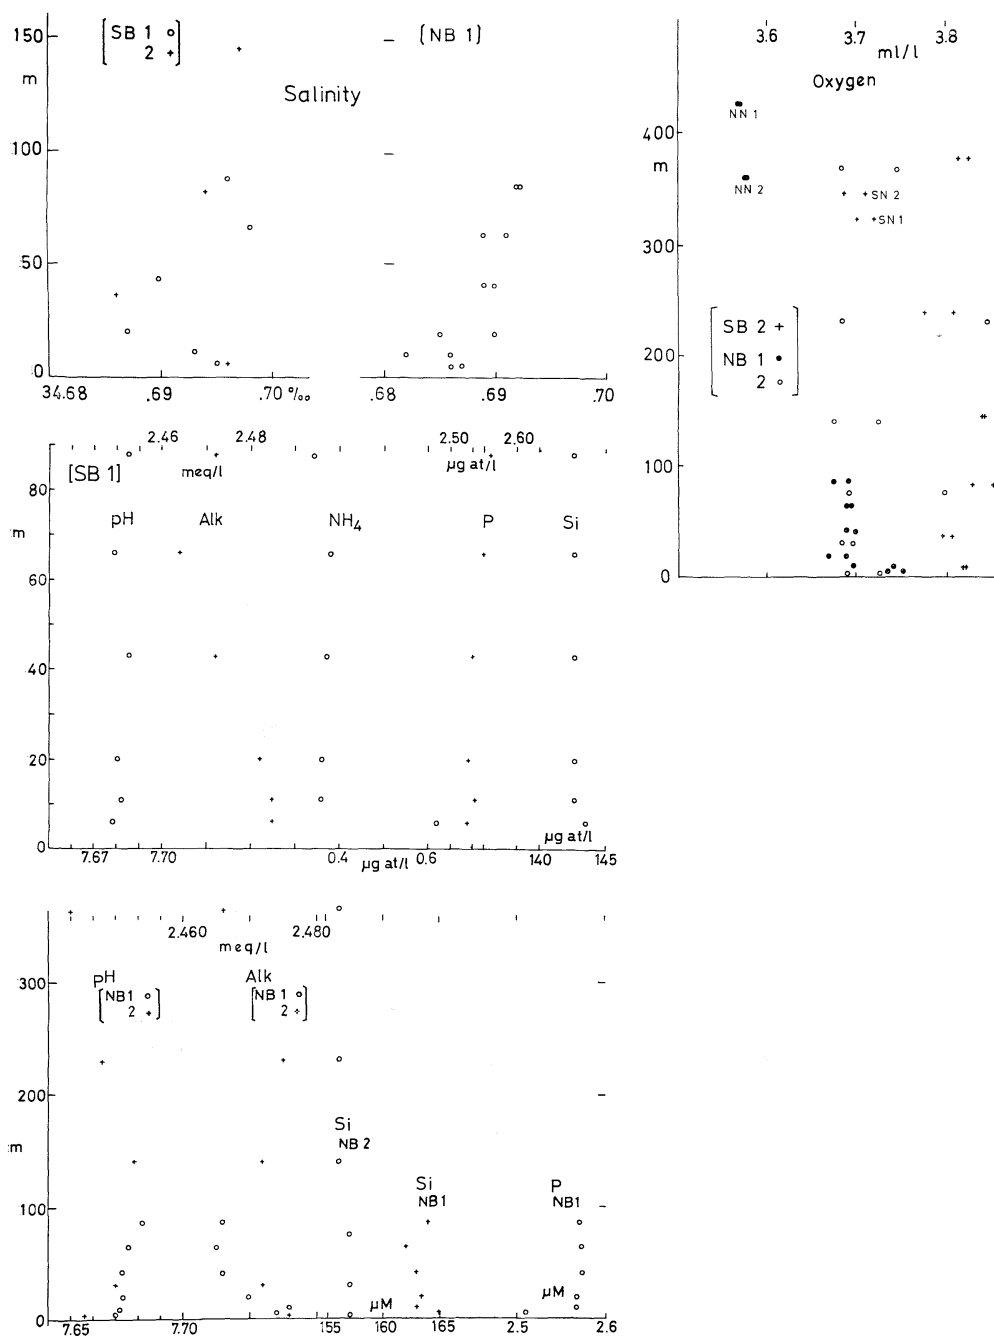 150
m
100
50
0
[SB 1 o
2 +]
[NB 1]
Salinity
34.68 .69 .70 ‰
.68 .69 .70
3.6 3.7 3.8
ml/l
Oxygen
400
m
300
200
100
0
NN 1
NN 2
+SN 2
+SN1
[SB 2 +
NB 1 •
2 o]
2.46 2.48 2.50 2.60
meq/l μg at/l
[SB 1]
80
m
60
40
20
0
pH Alk NH4 P Si
μg at/l
7.67 7.70 0.4 μg at/l 0.6 140 145
2.460 2.480
meq/l
300
200
m
100
0
pH
[NB1 o
2 +]
Alk
[NB 1 o
2 +]
Si
NB 2
Si
NB1
P
NB1
μM μM
7.65 7.70 155 160 165 2.5 2.6